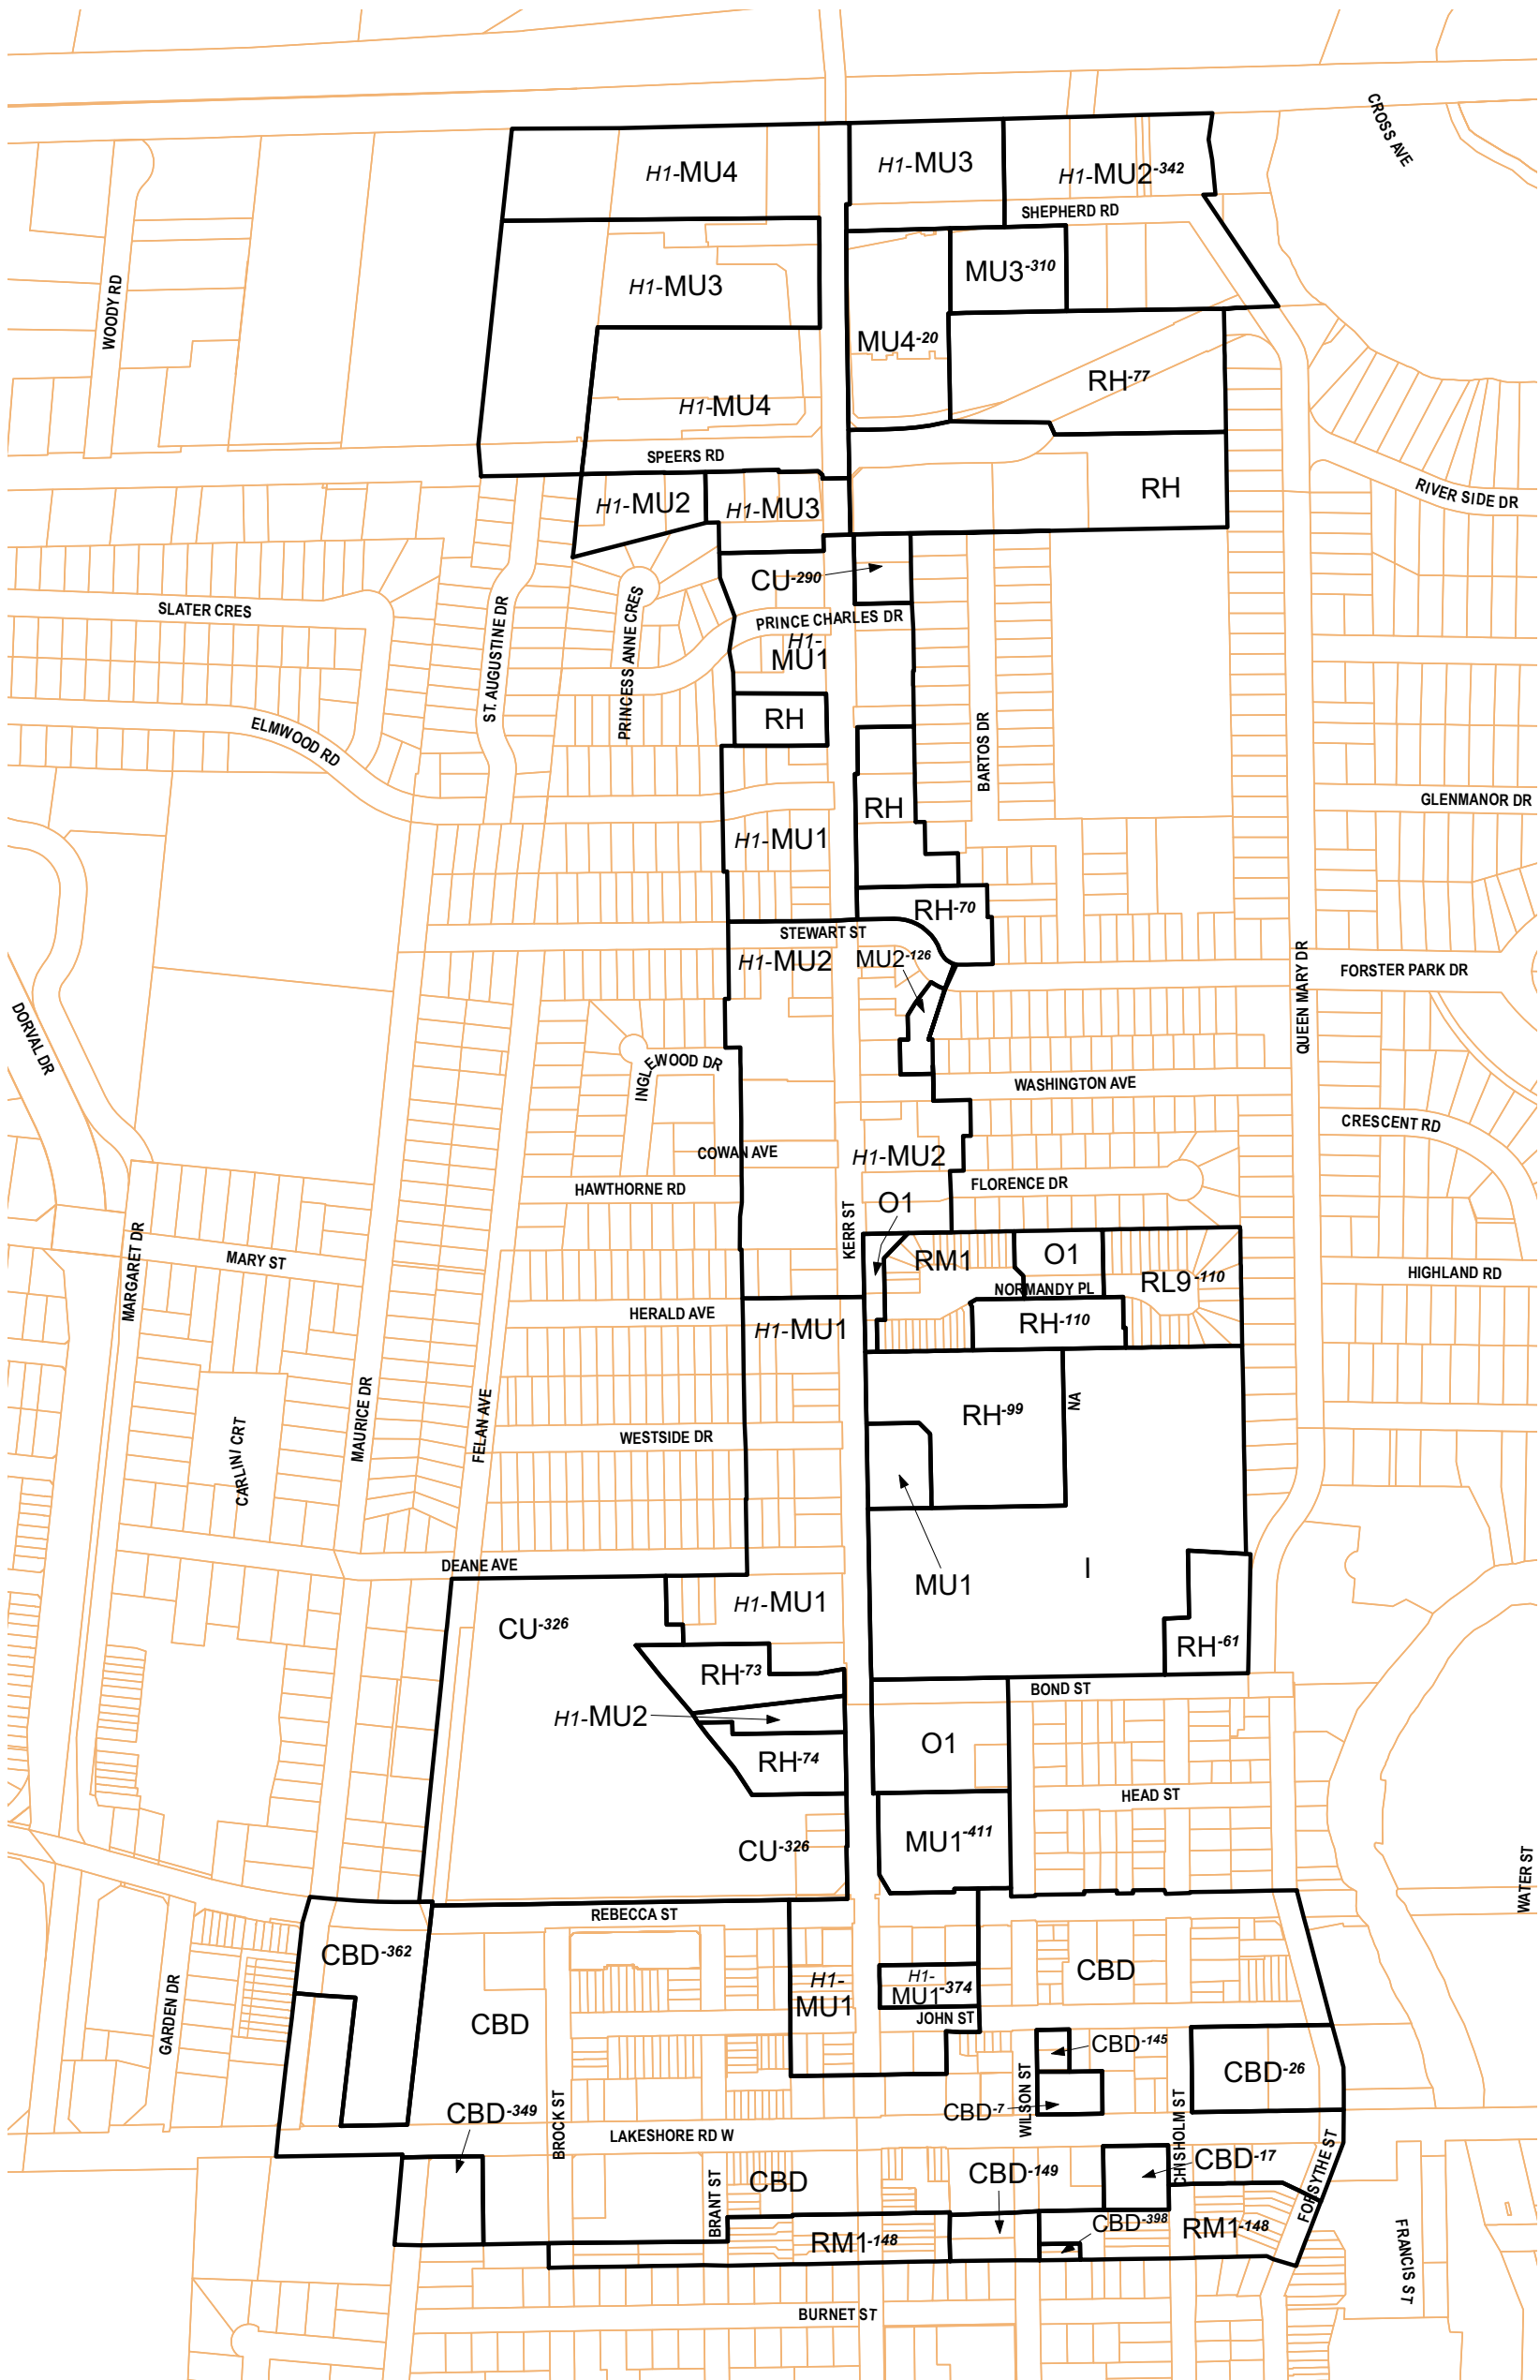 CROSS AVE
H1-MU4
H1-MU3
H1-MU2-342
SHEPHERD RD
WOODY RD
H1-MU3
MU3-310
MU4-20
RH-77
H1-MU4
SPEERS RD
RH
RIVER SIDE DR
H1-MU2
H1-MU3
CU-290
SLATER CRES
ST. AUGUSTINE DR
PRINCESS ANNE CRES
PRINCE CHARLES DR
H1-
MU1
RH
ELMWOOD RD
BARTOS DR
GLENMANOR DR
RH
H1-MU1
RH-70
STEWART ST
H1-MU2
MU2-126
QUEEN MARY DR
FORSTER PARK DR
DORVAL DR
INGLEWOOD DR
WASHINGTON AVE
CRESCENT RD
COWAN AVE
H1-MU2
HAWTHORNE RD
FLORENCE DR
O1
KERR ST
MARGARET DR
MARY ST
RM1
O1
RL9-110
HIGHLAND RD
NORMANDY PL
HERALD AVE
H1-MU1
RH-110
MAURICE DR
FELAN AVE
RH-99
NA
WESTSIDE DR
CARLINI CRT
DEANE AVE
MU1
I
H1-MU1
CU-326
RH-61
RH-73
BOND ST
H1-MU2
O1
RH-74
HEAD ST
MU1-411
CU-326
WATER ST
REBECCA ST
CBD-362
CBD
H1-
MU1
H1-
MU1-374
GARDEN DR
CBD
JOHN ST
CBD-145
CBD-26
WILSON ST
CBD-7
CHISHOLM ST
CBD-349
BROCK ST
LAKESHORE RD W
CBD-17
FORSYTHE ST
CBD-149
BRANT ST
CBD
CBD-398
RM1-148
RM1-148
FRANCIS ST
BURNET ST